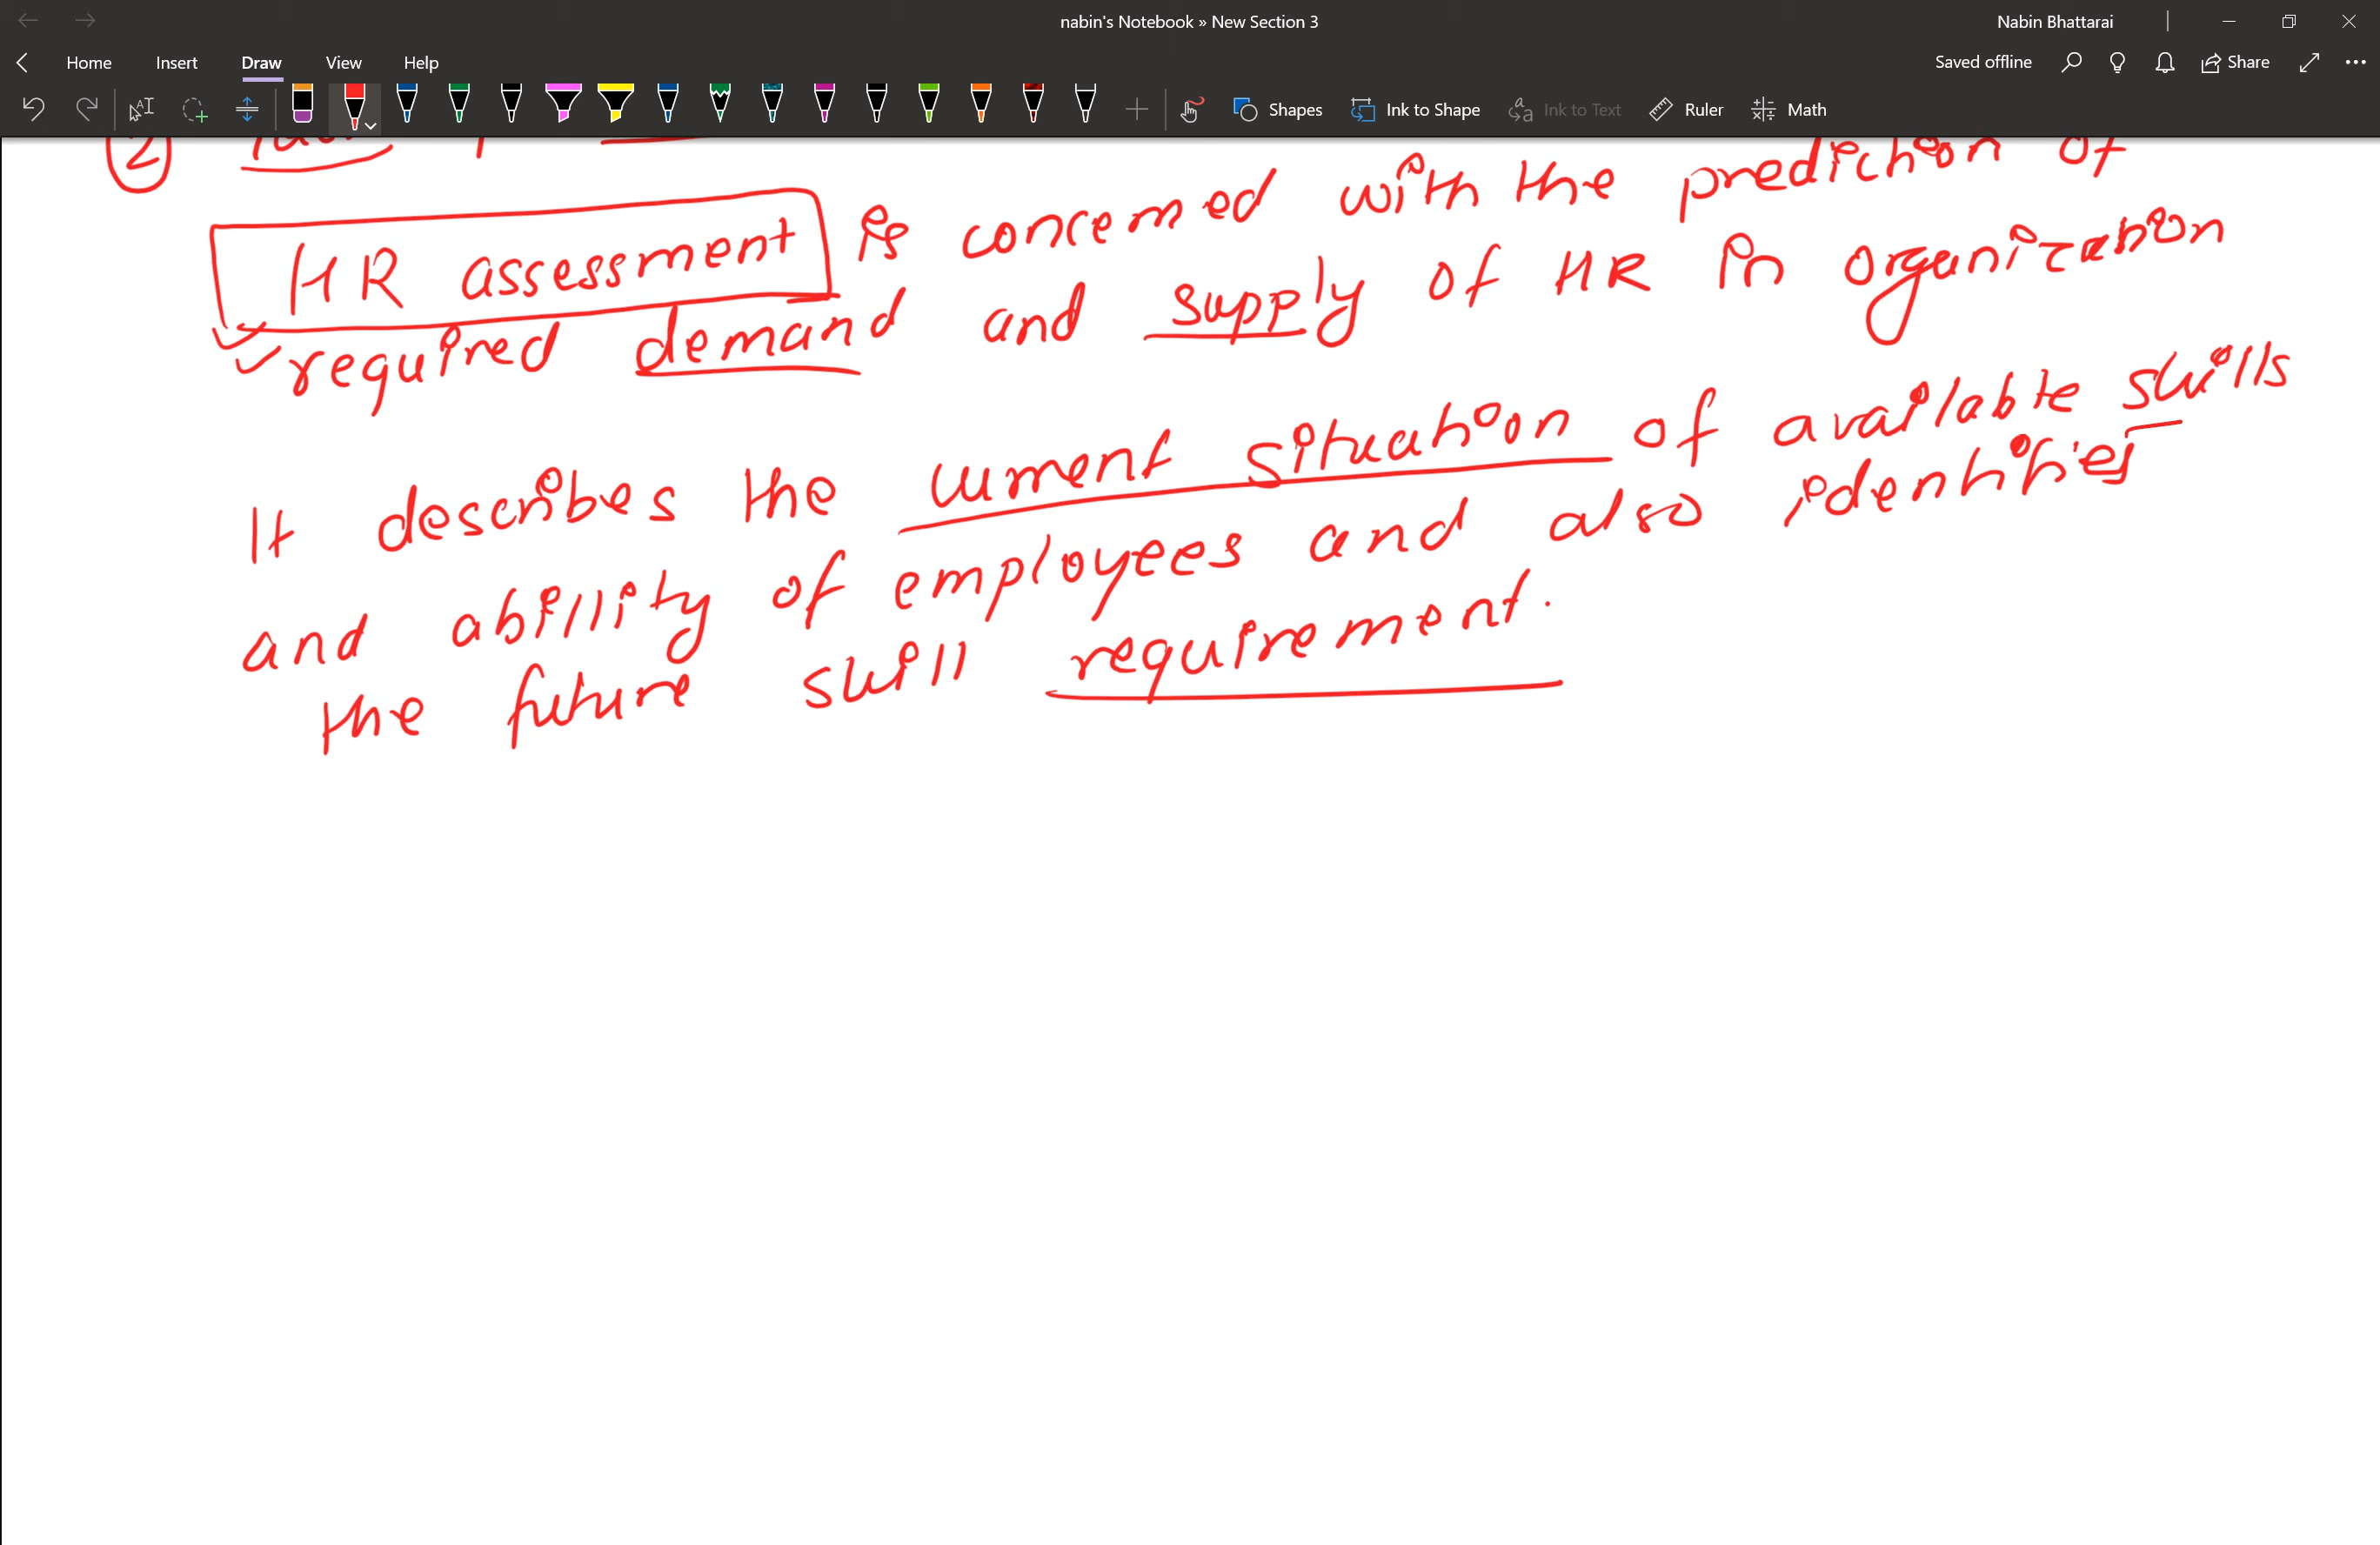 nabin's Notebook » New Section 3
Nabin Bhattarai
Home Insert Draw View Help
Saved offline
Share
Shapes Ink to Shape Ink to Text Ruler Math
2
HR assessment is concerned with the prediction of
required demand and supply of HR in organization
It describes the current situation of available skills
and abillity of employees and also identifies
the future skill requirement.